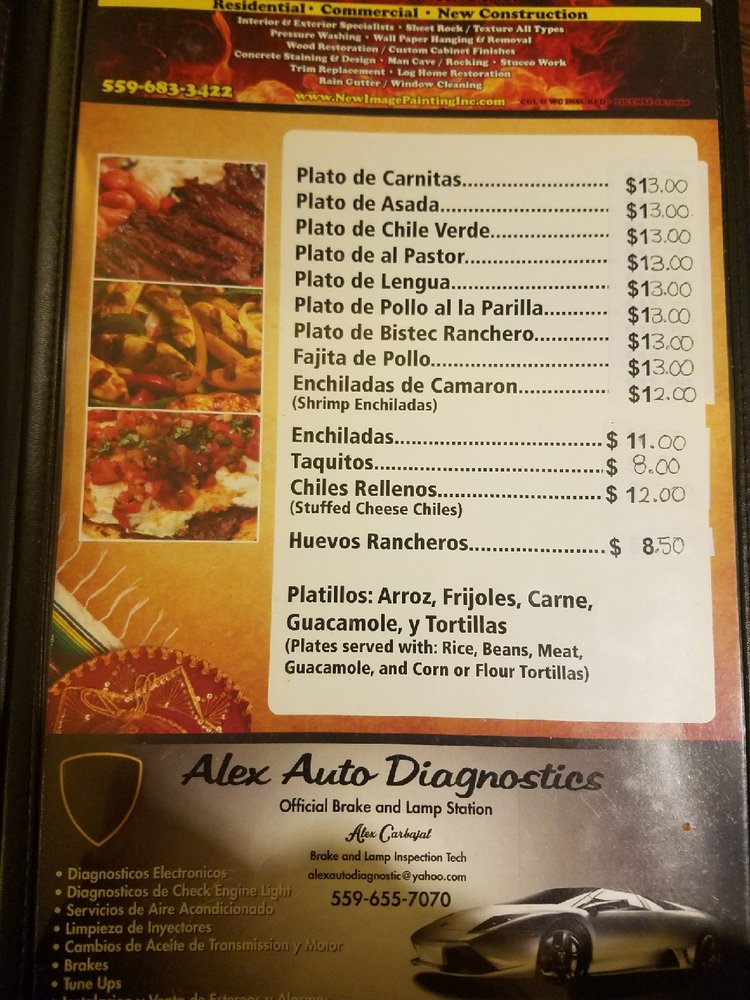 Residential • Commercial • New Construction
Interior & Exterior Specialists • Sheet Rock / Texture All Types
Pressure Washing • Wall Paper Hanging & Removal
Wood Restoration / Custom Cabinet Finishes
Concrete Staining & Design • Man Cave / Rocking • Stucco Work
Trim Replacement • Log Home Restoration
Rain Gutter / Window Cleaning
559-683-3422
www.NewImagePaintingInc.com CGL & WC INSURED
Plato de Carnitas............................ $13.00
Plato de Asada................................ $13.00
Plato de Chile Verde........................ $13.00
Plato de al Pastor............................ $13.00
Plato de Lengua.............................. $13.00
Plato de Pollo al la Parilla............. $13.00
Plato de Bistec Ranchero.............. $13.00
Fajita de Pollo.................................. $13.00
Enchiladas de Camaron................. $12.00
(Shrimp Enchiladas)
Enchiladas........................................ $ 11.00
Taquitos............................................ $ 8.00
Chiles Rellenos................................ $ 12.00
(Stuffed Cheese Chiles)
Huevos Rancheros.......................... $ 8.50
Platillos: Arroz, Frijoles, Carne,
Guacamole, y Tortillas
(Plates served with: Rice, Beans, Meat,
Guacamole, and Corn or Flour Tortillas)
Alex Auto Diagnostics
Official Brake and Lamp Station
Alex Carbajal
Brake and Lamp Inspection Tech
alexautodiagnostic@yahoo.com
559-655-7070
• Diagnosticos Electronicos
• Diagnosticos de Check Engine Light
• Servicios de Aire Acondicionado
• Limpieza de Inyectores
• Cambios de Aceite de Transmission y Motor
• Brakes
• Tune Ups
• Instalacion y Venta de Estereos y Alarmas